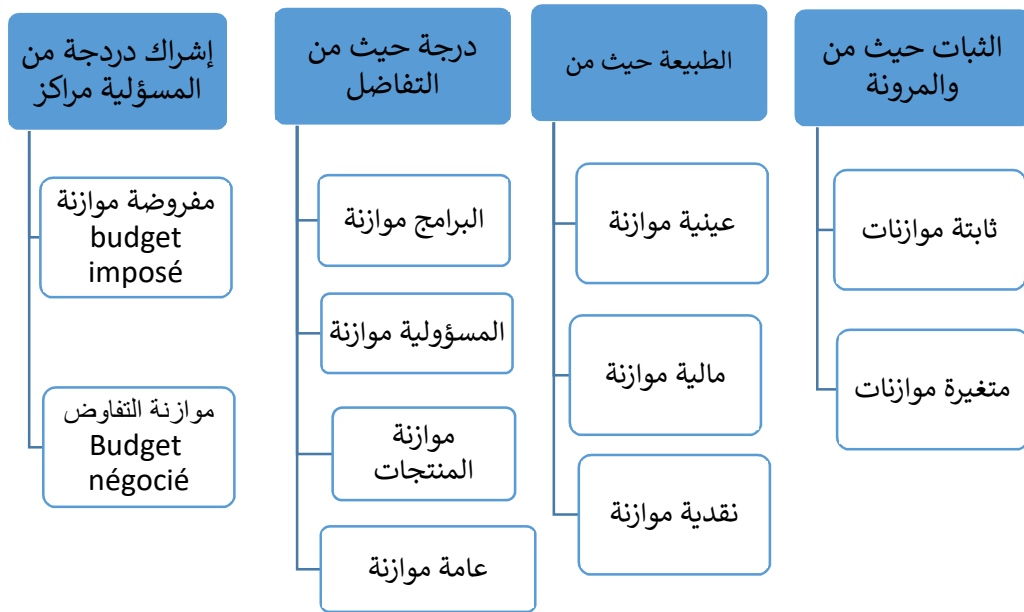 الثبات حيث من
والمرونة
ثابتة موازنات
متغيرة موازنات
الطبيعة حيث من
عينية موازنة
مالية موازنة
نقدية موازنة
درجة حيث من
التفاضل
البرامج موازنة
المسؤولية موازنة
موازنة
المنتجات
عامة موازنة
إشراك دردجة من
المسؤلية مراكز
مفروضة موازنة
budget
imposé
موازنة التفاوض
Budget
négocié